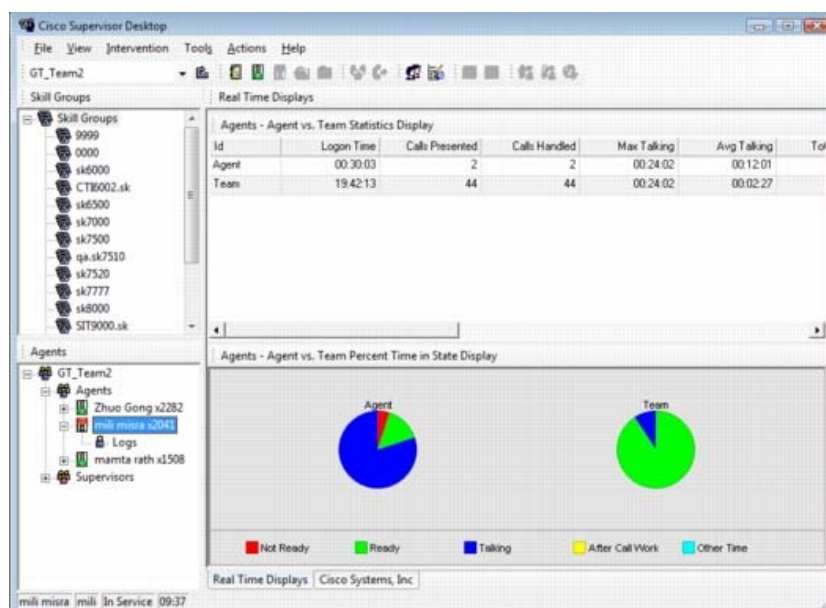 Cisco Supervisor Desktop
File View Intervention Tools Actions Help
GT_Team2
Skill Groups
Real Time Displays
Skill Groups
9999
0000
sk6000
CTI6002.sk
sk6500
sk7000
sk7500
qa.sk7510
sk7520
sk7777
sk8000
SIT9000.sk
Agents - Agent vs. Team Statistics Display
Id Logon Time Calls Presented Calls Handled Max Talking Avg Talking Tot
Agent 00:30:03 2 2 00:24:02 00:12:01
Team 19:42:13 44 44 00:24:02 00:02:27
Agents
GT_Team2
Agents
Zhuo Gong x2282
mili misra x2041
Logs
mamta rath x1508
Supervisors
Agents - Agent vs. Team Percent Time in State Display
Agent Team
Not Ready Ready Talking After Call Work Other Time
Real Time Displays Cisco Systems, Inc
mili misra mili In Service 09:37